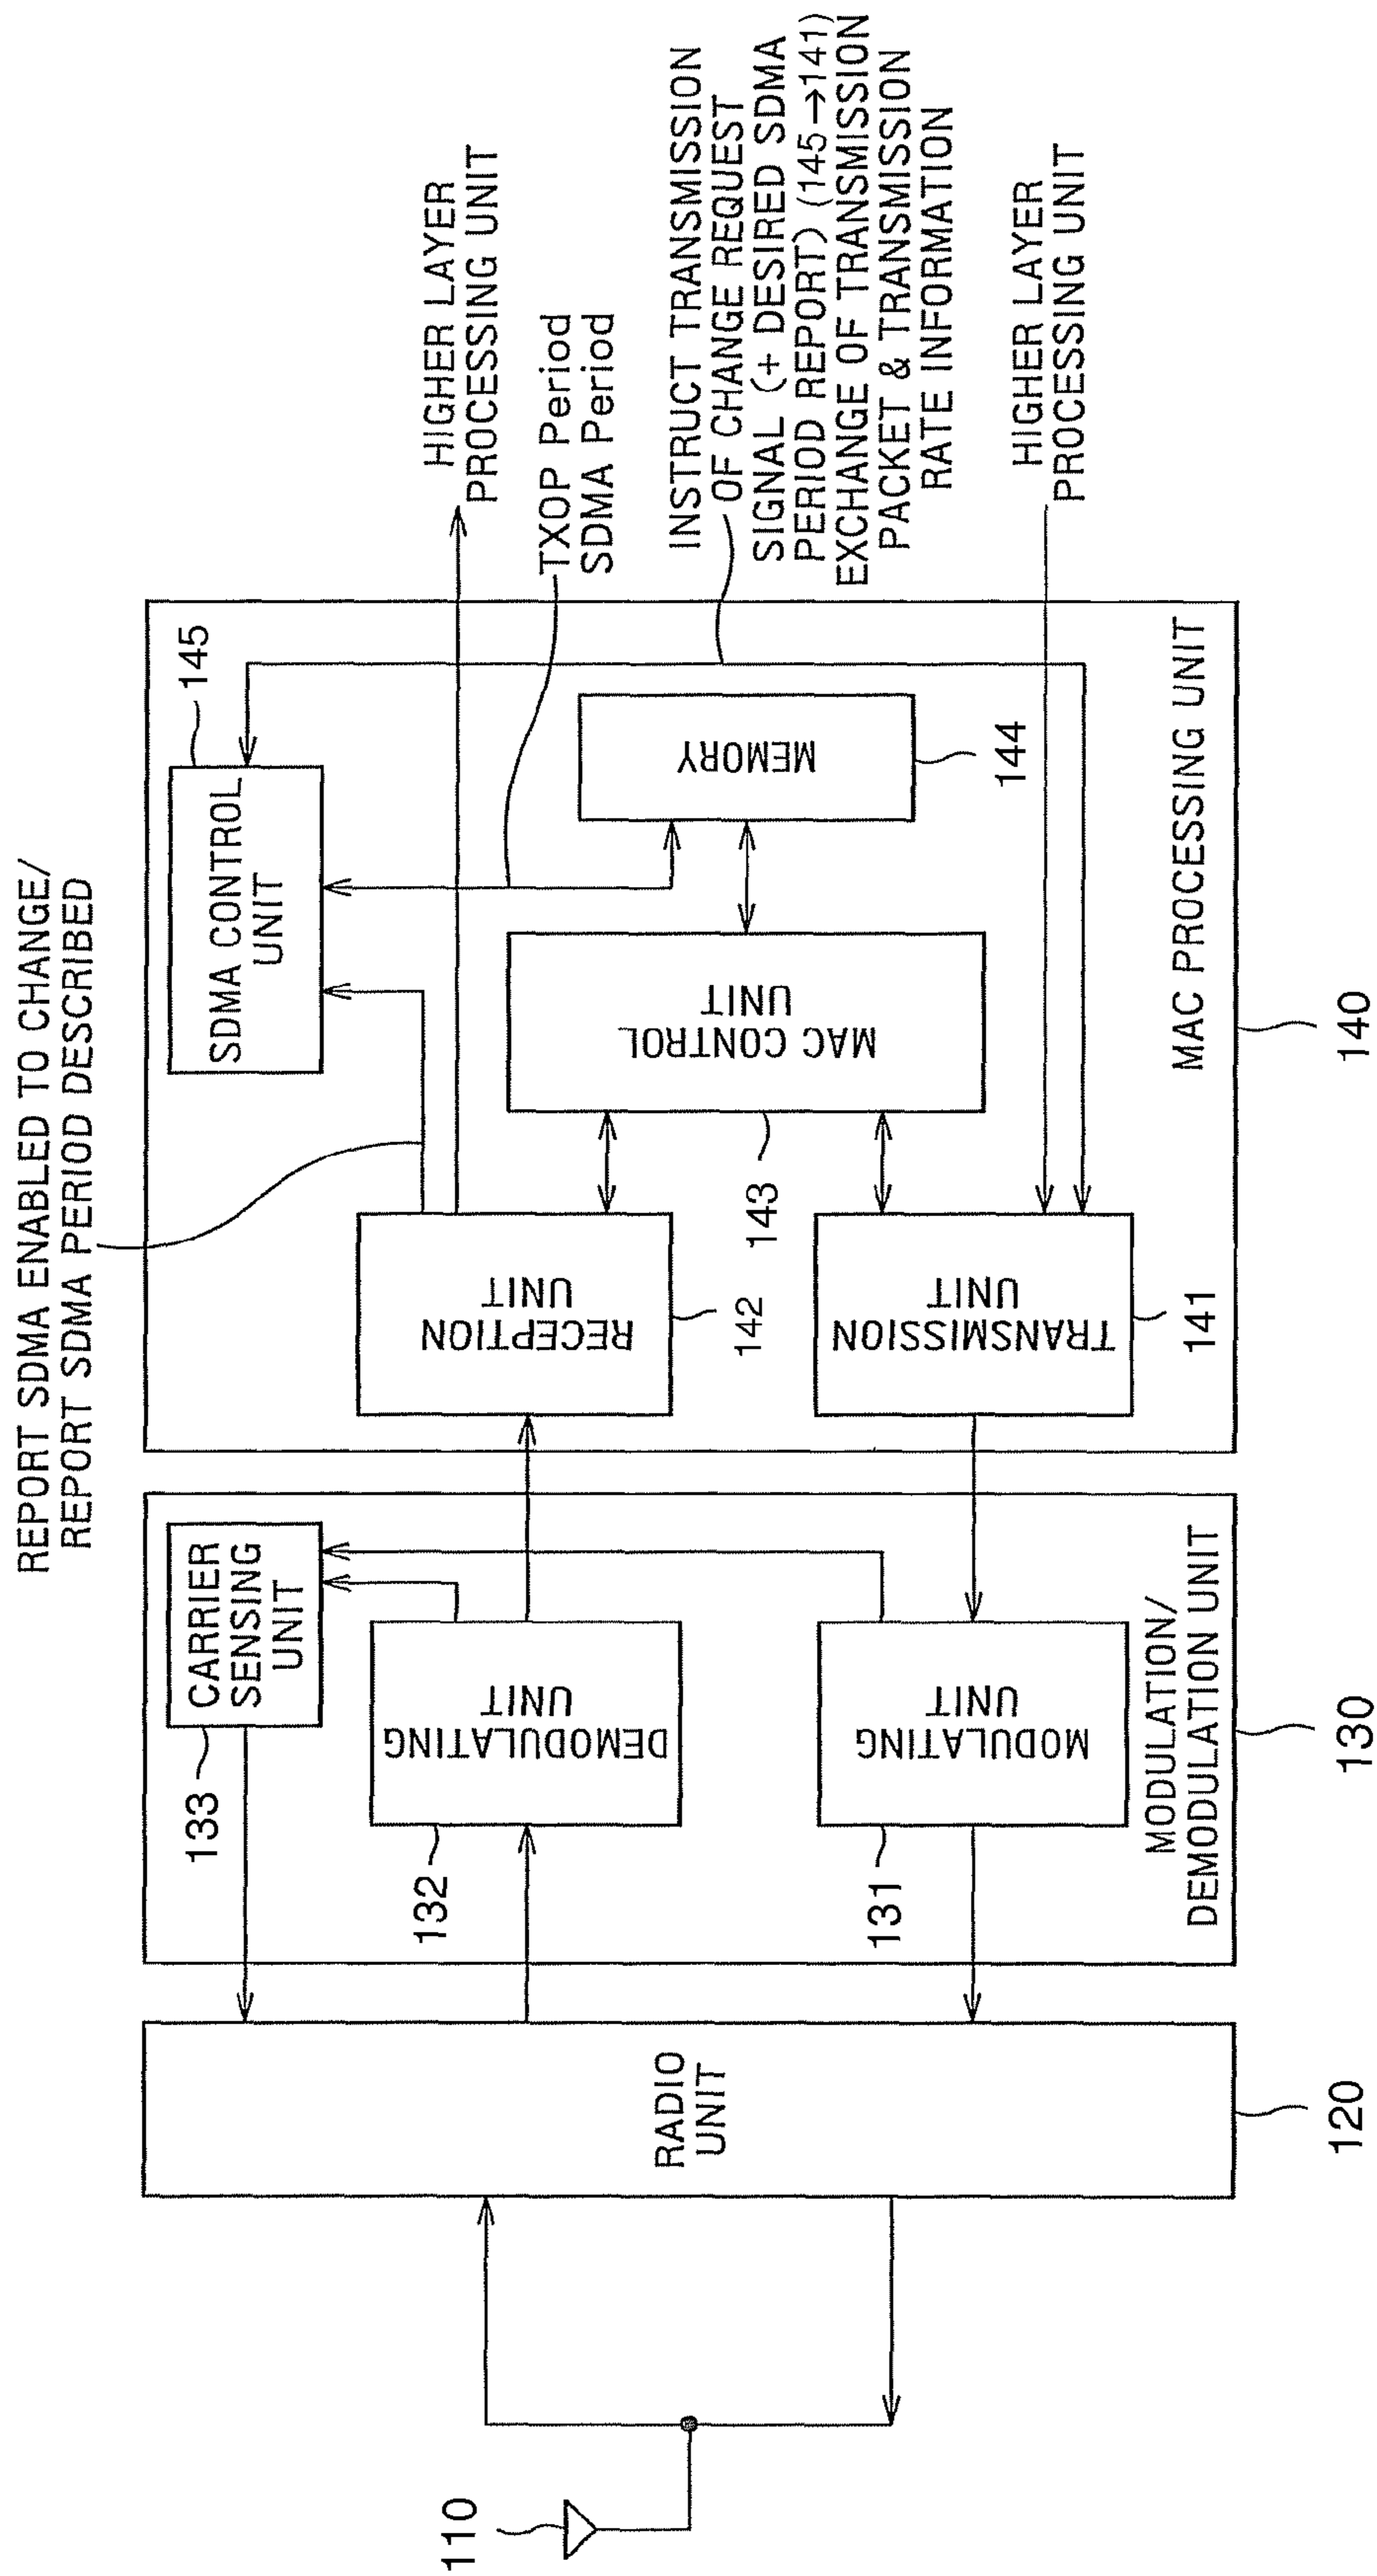 REPORT SDMA ENABLED TO CHANGE/
REPORT SDMA PERIOD DESCRIBED
110
RADIO
UNIT
120
133
CARRIER
SENSING
UNIT
132
DEMODULATING
UNIT
131
MODULATING
UNIT
MODULATION/
DEMODULATION UNIT
130
145
SDMA CONTROL
UNIT
RECEPTION
UNIT
142
TRANSMISSION
UNIT
141
MAC CONTROL
UNIT
143
MEMORY
144
MAC PROCESSING UNIT
140
HIGHER LAYER
PROCESSING UNIT
TXOP Period
SDMA Period
INSTRUCT TRANSMISSION
OF CHANGE REQUEST
SIGNAL (+ DESIRED SDMA
PERIOD REPORT) (145→141)
EXCHANGE OF TRANSMISSION
PACKET & TRANSMISSION
RATE INFORMATION
HIGHER LAYER
PROCESSING UNIT